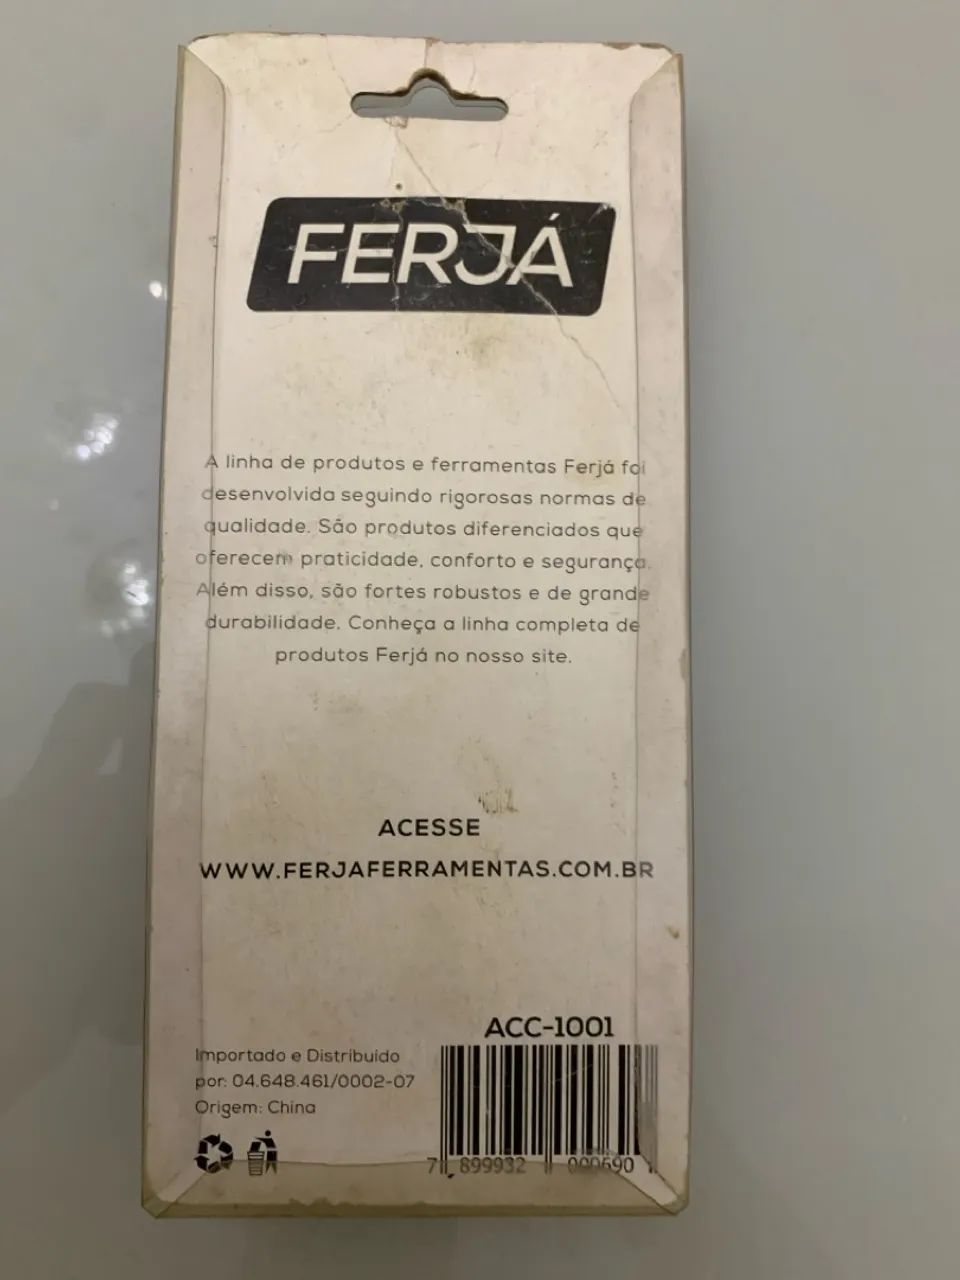 FERJÁ
A linha de produtos e ferramentas Ferjá foi
desenvolvida seguindo rigorosas normas de
qualidade. São produtos diferenciados que
oferecem praticidade, conforto e segurança.
Além disso, são fortes robustos e de grande
durabilidade. Conheça a linha completa de
produtos Ferjá no nosso site.
ACESSE
WWW.FERJAFERRAMENTAS.COM.BR
ACC-1001
Importado e Distribuido
por: 04.648.461/0002-07
Origem: China
7 899932